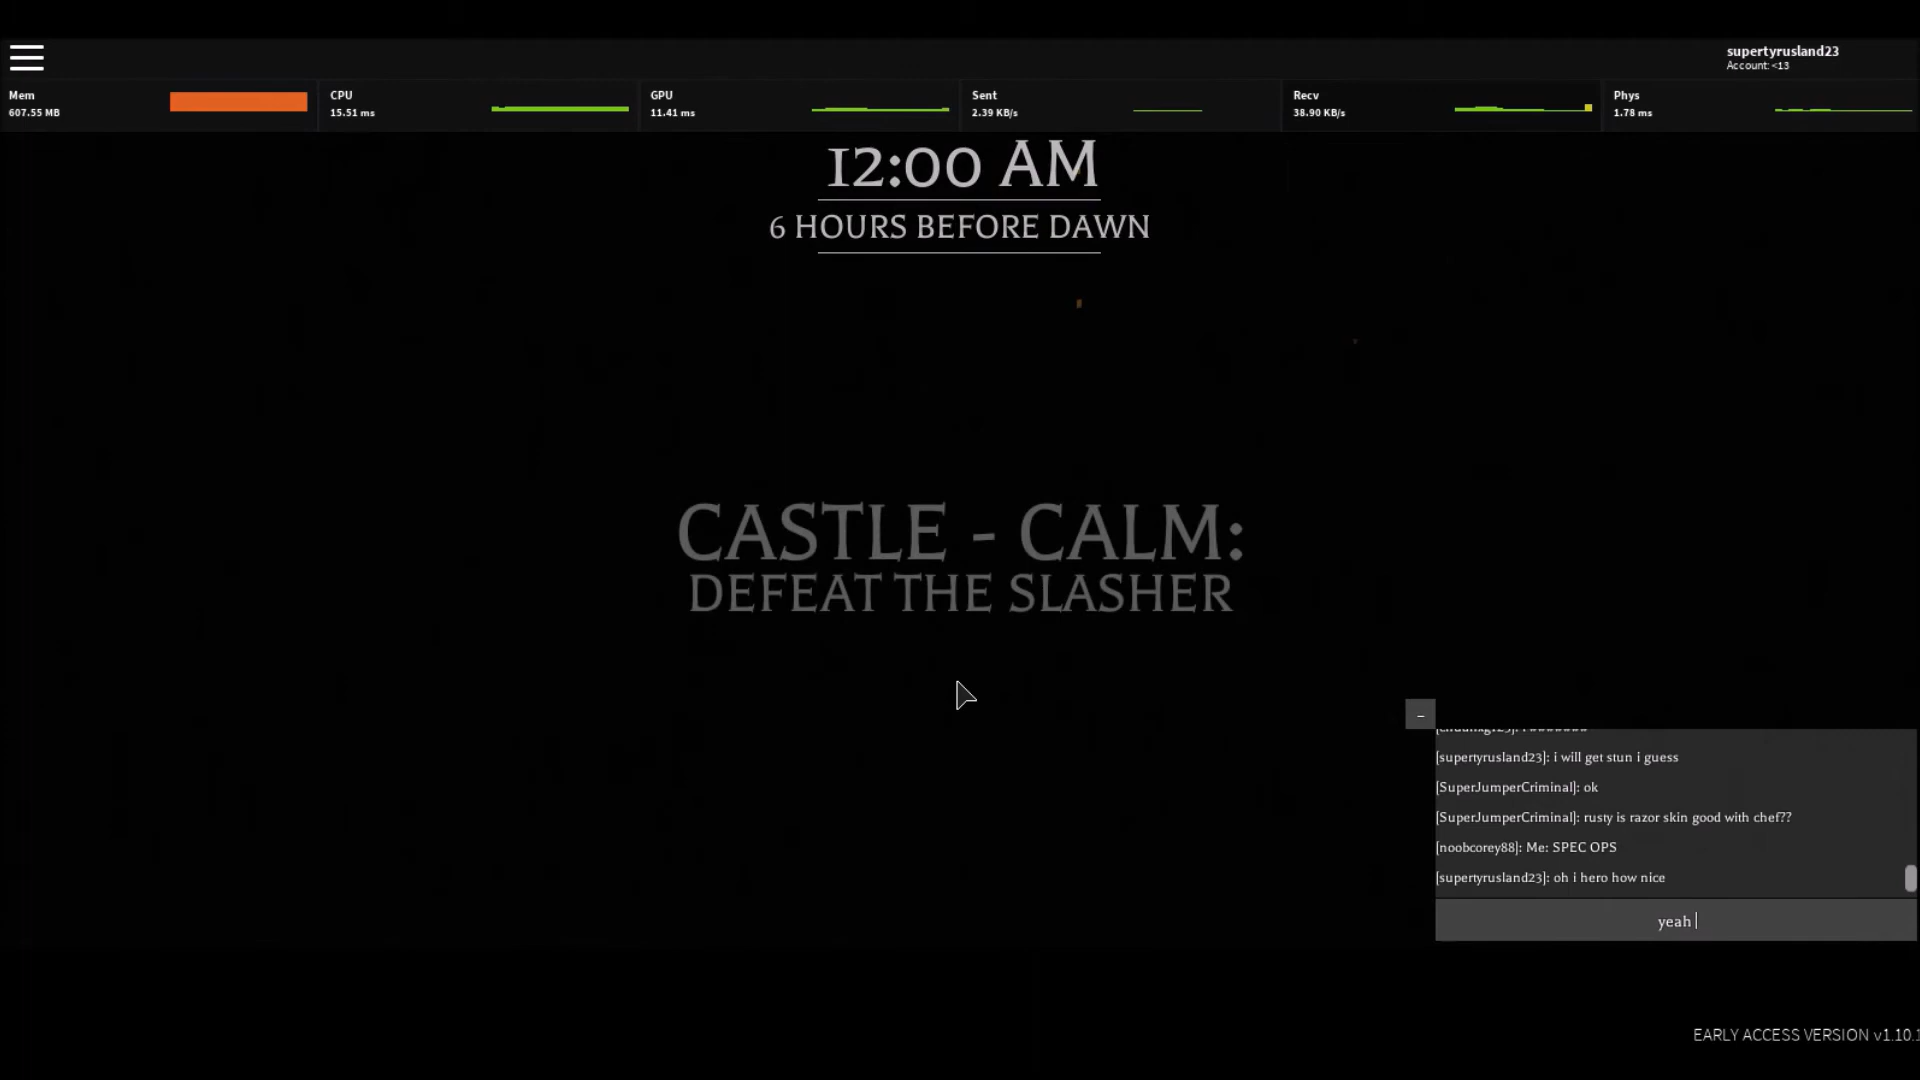 supertyrusland23
Account: <13
Mem
607.55 MB
CPU
15.51 ms
GPU
11.41 ms
Sent
2.39 KB/s
Recv
38.90 KB/s
Phys
1.78 ms
12:00 AM
6 HOURS BEFORE DAWN
CASTLE - CALM:
DEFEAT THE SLASHER
[supertyrusland23]: i will get stun i guess
[SuperJumperCriminal]: ok
[SuperJumperCriminal]: rusty is razor skin good with chef??
[noobcorey88]: Me: SPEC OPS
[supertyrusland23]: oh i hero how nice
yeah
EARLY ACCESS VERSION v1.10.1